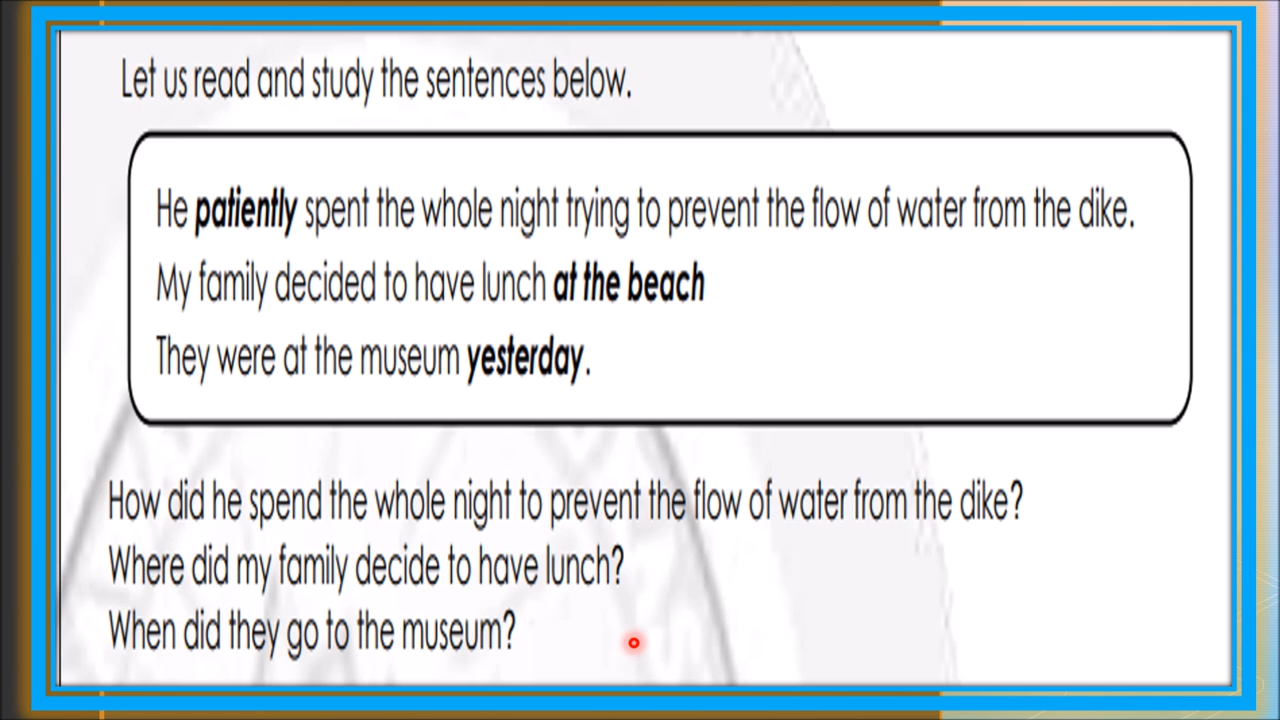 Let us read and study the sentences below.
He patiently spent the whole night trying to prevent the flow of water from the dike.
My family decided to have lunch at the beach
They were at the museum yesterday.
How did he spend the whole night to prevent the flow of water from the dike?
Where did my family decide to have lunch?
When did they go to the museum?